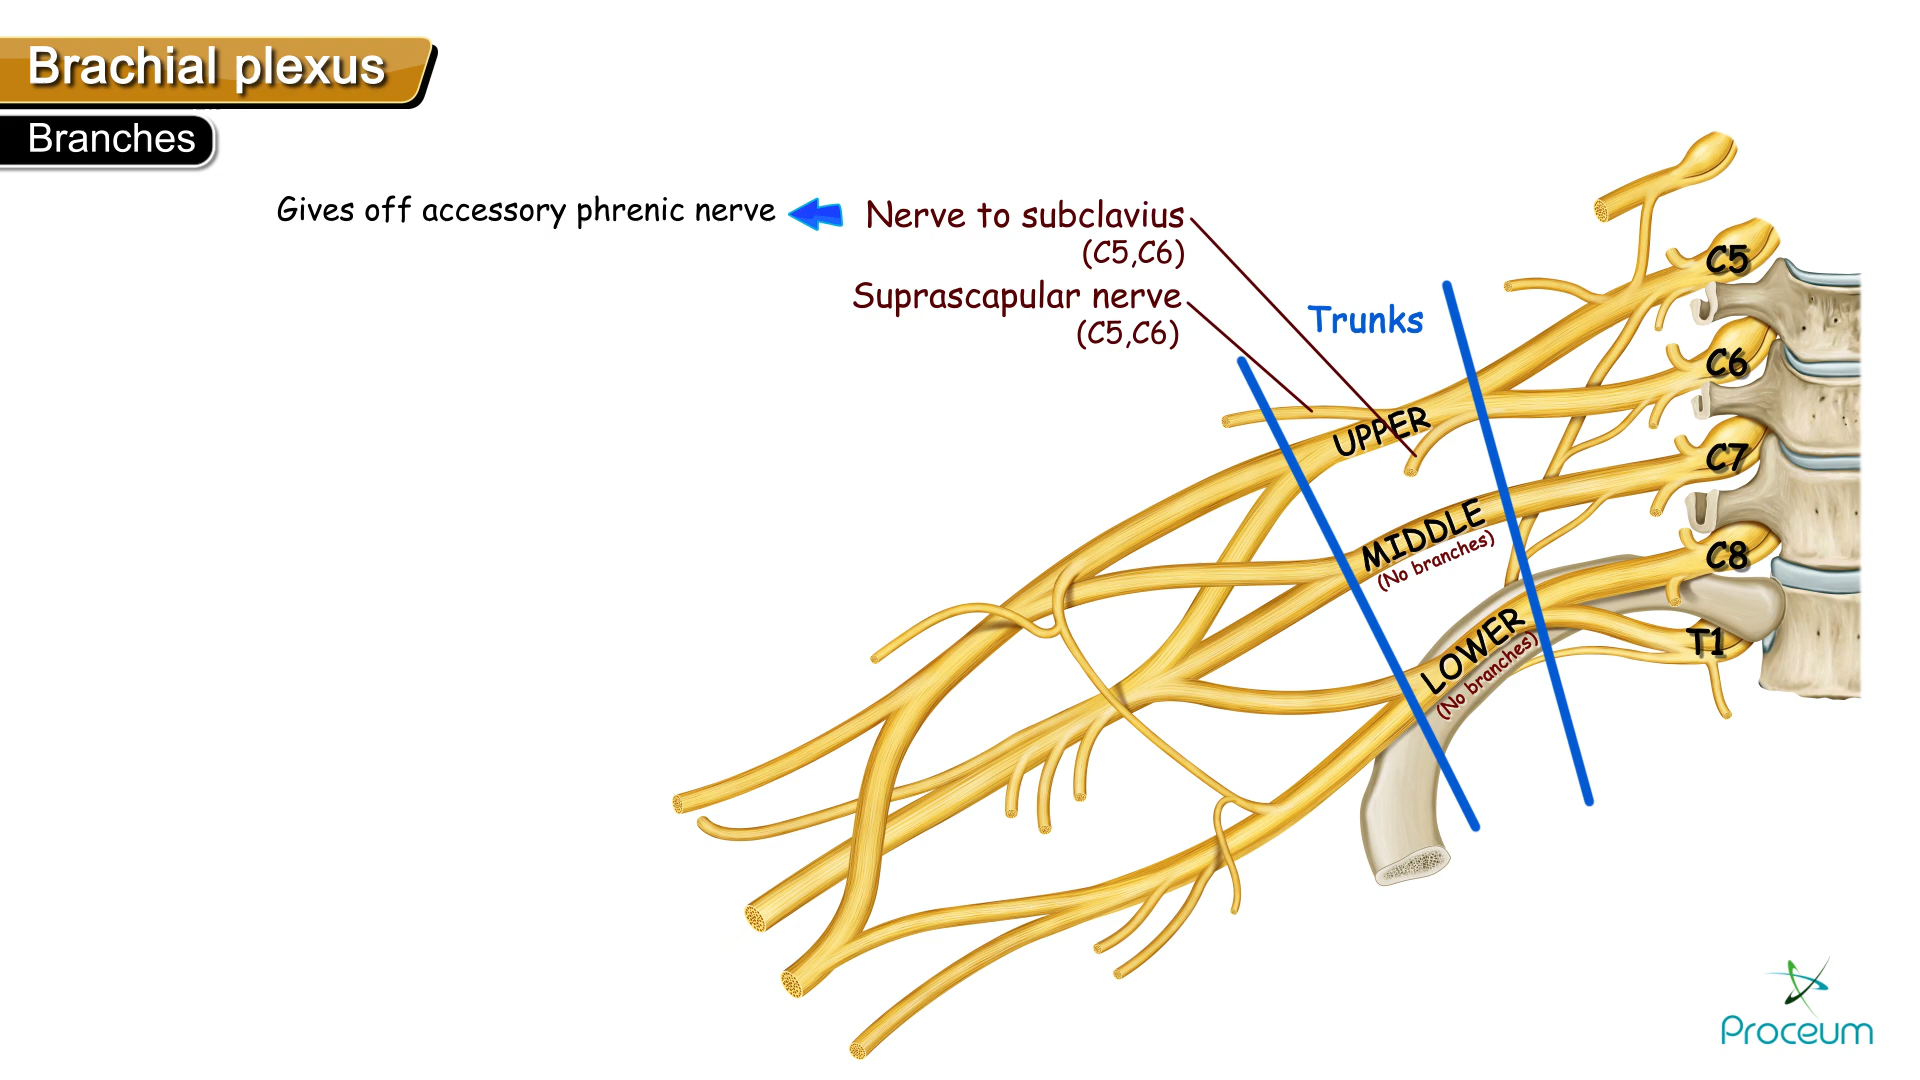 Brachial plexus
Branches
Gives off accessory phrenic nerve
Nerve to subclavius
(C5,C6)
Suprascapular nerve
(C5,C6)
Trunks
C5
C6
C7
C8
T1
UPPER
MIDDLE
(No branches)
LOWER
(No branches)
Proceum